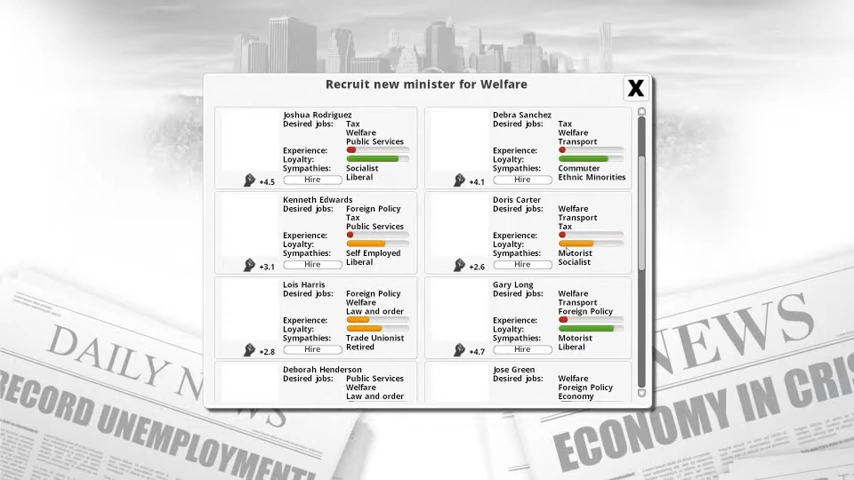 Recruit new minister for Welfare
X
Joshua Rodriguez
Desired jobs: Tax
Welfare
Public Services
Experience:
Loyalty:
Sympathies: Socialist
Liberal
+4.5 Hire
Debra Sanchez
Desired jobs: Tax
Welfare
Transport
Experience:
Loyalty:
Sympathies: Commuter
Ethnic Minorities
+4.1 Hire
Kenneth Edwards
Desired jobs: Foreign Policy
Tax
Public Services
Experience:
Loyalty:
Sympathies: Self Employed
Liberal
+3.1 Hire
Doris Carter
Desired jobs: Welfare
Transport
Tax
Experience:
Loyalty:
Sympathies: Motorist
Socialist
+2.6 Hire
Lois Harris
Desired jobs: Foreign Policy
Welfare
Law and order
Experience:
Loyalty:
Sympathies: Trade Unionist
Retired
+2.8 Hire
Gary Long
Desired jobs: Welfare
Transport
Foreign Policy
Experience:
Loyalty:
Sympathies: Motorist
Liberal
+4.7 Hire
Deborah Henderson
Desired jobs: Public Services
Welfare
Law and order
Jose Green
Desired jobs: Welfare
Foreign Policy
Economy
DAILY NEWS
RECORD UNEMPLOYMENT!
NEWS
ECONOMY IN CRIS